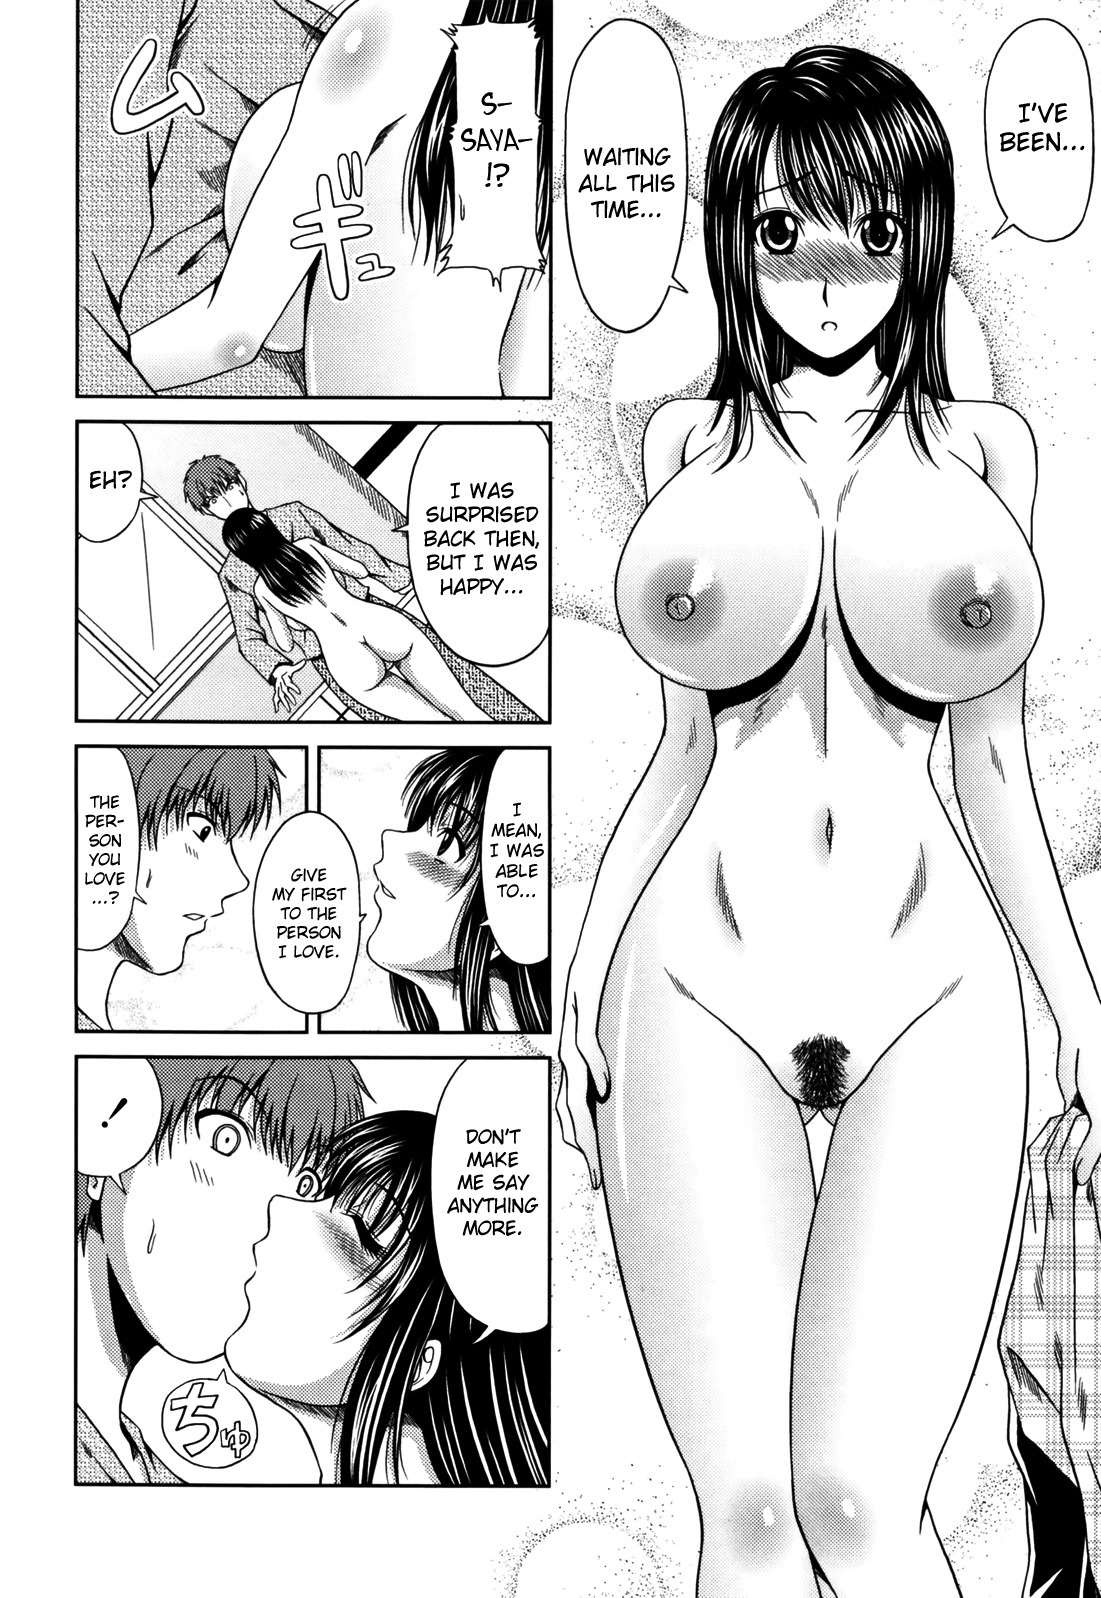 I'VE
BEEN...
WAITING
ALL THIS
TIME...
S-
SAYA-
!?
ギュ
ム
I WAS
SURPRISED
BACK THEN,
BUT I WAS
HAPPY...
EH?
I
MEAN,
I WAS
ABLE
TO...
GIVE
MY FIRST
TO THE
PERSON
I LOVE.
THE
PER-
SON YOU
LOVE
...?
DON'T
MAKE
ME SAY
ANYTHING
MORE.
!
ちゅ